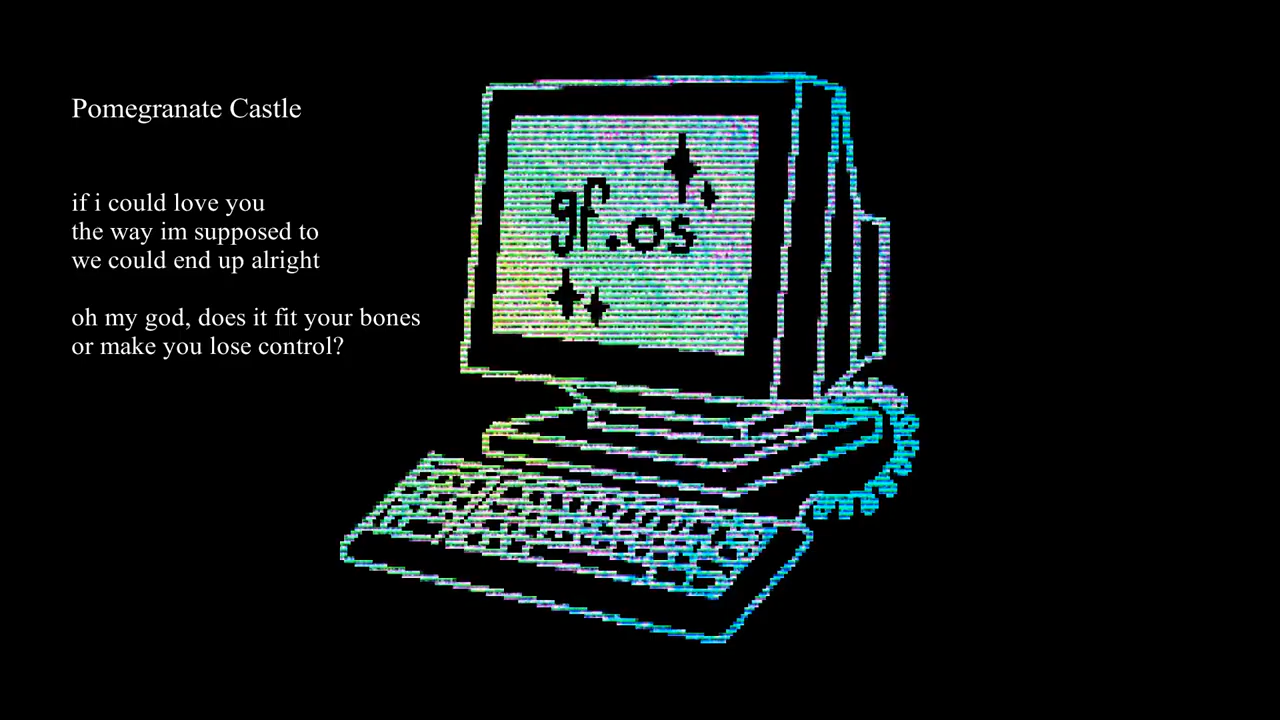 Pomegranate Castle
if i could love you
the way im supposed to
we could end up alright
oh my god, does it fit your bones
or make you lose control?
gf.os